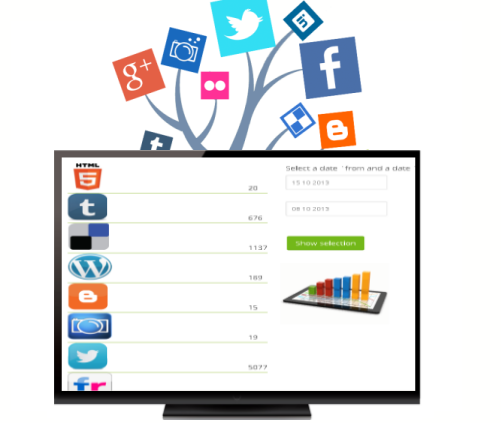 g+
t
f
B
HTML
5
20
t
676
1137
W
189
B
15
19
5077
fr
Select a date `from and a date
15 10 2013
08 10 2013
Show selection